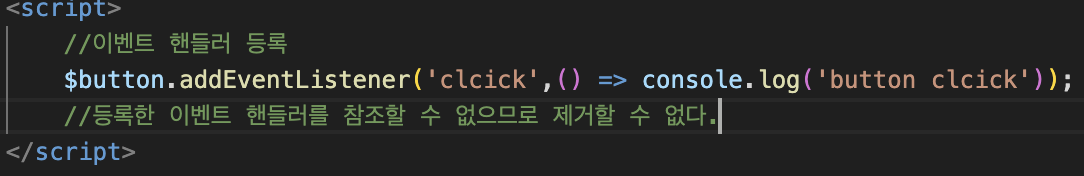 <script>
//이벤트 핸들러 등록
$button.addEventListener('clcick',() => console.log('button clcick'));
//등록한 이벤트 핸들러를 참조할 수 없으므로 제거할 수 없다.
</script>